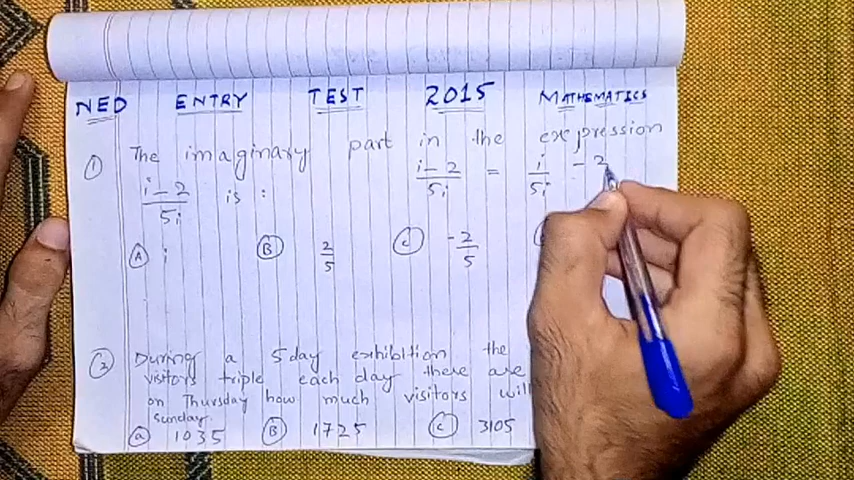 NED ENTRY TEST 2015 MATHEMATICS
① The imaginary part in the expression
i-2/5i is : i-2/5i = i/5i - 2
Ⓐ i Ⓑ 2/5 Ⓒ -2/5
② During a 5day exhibition the
visitors triple each day there are
on Thursday how much visitors will
sunday.
ⓐ 1035 Ⓑ 1725 Ⓒ 3105